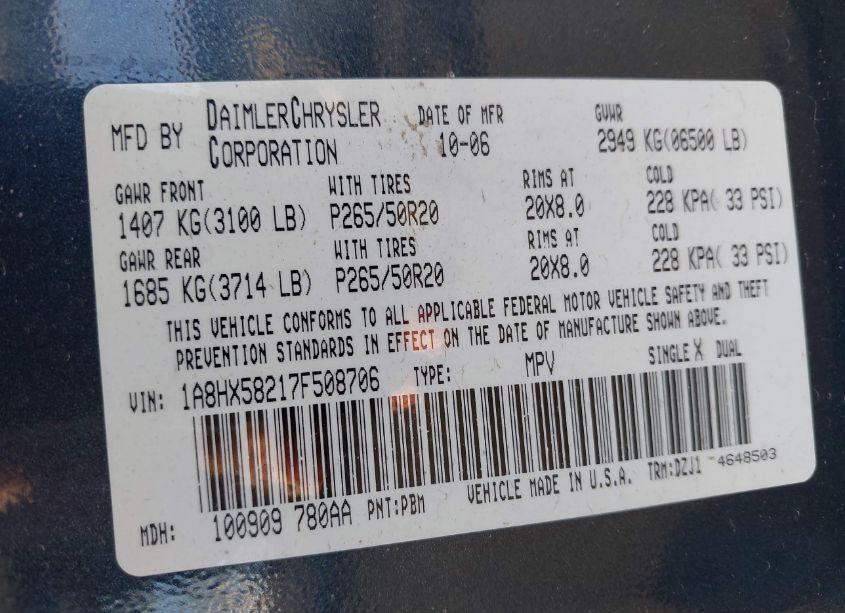 MFD BY DAIMLERCHRYSLER CORPORATION DATE OF MFR 10-06 GVWR 2949 KG(06500 LB)
GAWR FRONT WITH TIRES RIMS AT COLD
1407 KG(3100 LB) P265/50R20 20X8.0 228 KPA( 33 PSI)
GAWR REAR WITH TIRES RIMS AT COLD
1685 KG(3714 LB) P265/50R20 20X8.0 228 KPA( 33 PSI)
THIS VEHICLE CONFORMS TO ALL APPLICABLE FEDERAL MOTOR VEHICLE SAFETY AND THEFT
PREVENTION STANDARDS IN EFFECT ON THE DATE OF MANUFACTURE SHOWN ABOVE.
VIN: 1A8HX58217F508706 TYPE: MPV SINGLE X DUAL
MDH: 100909 780AA PNT:PBM VEHICLE MADE IN U.S.A. TRM:DZJ1 4648503